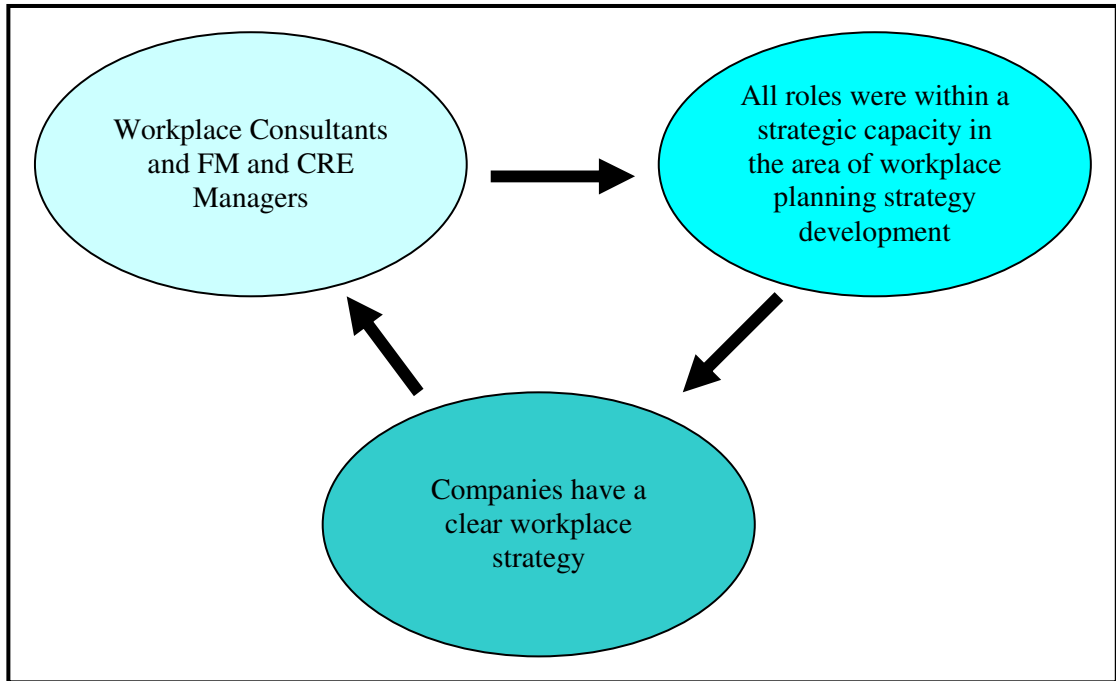 Workplace Consultants
and FM and CRE
Managers
All roles were within a
strategic capacity in
the area of workplace
planning strategy
development
Companies have a
clear workplace
strategy